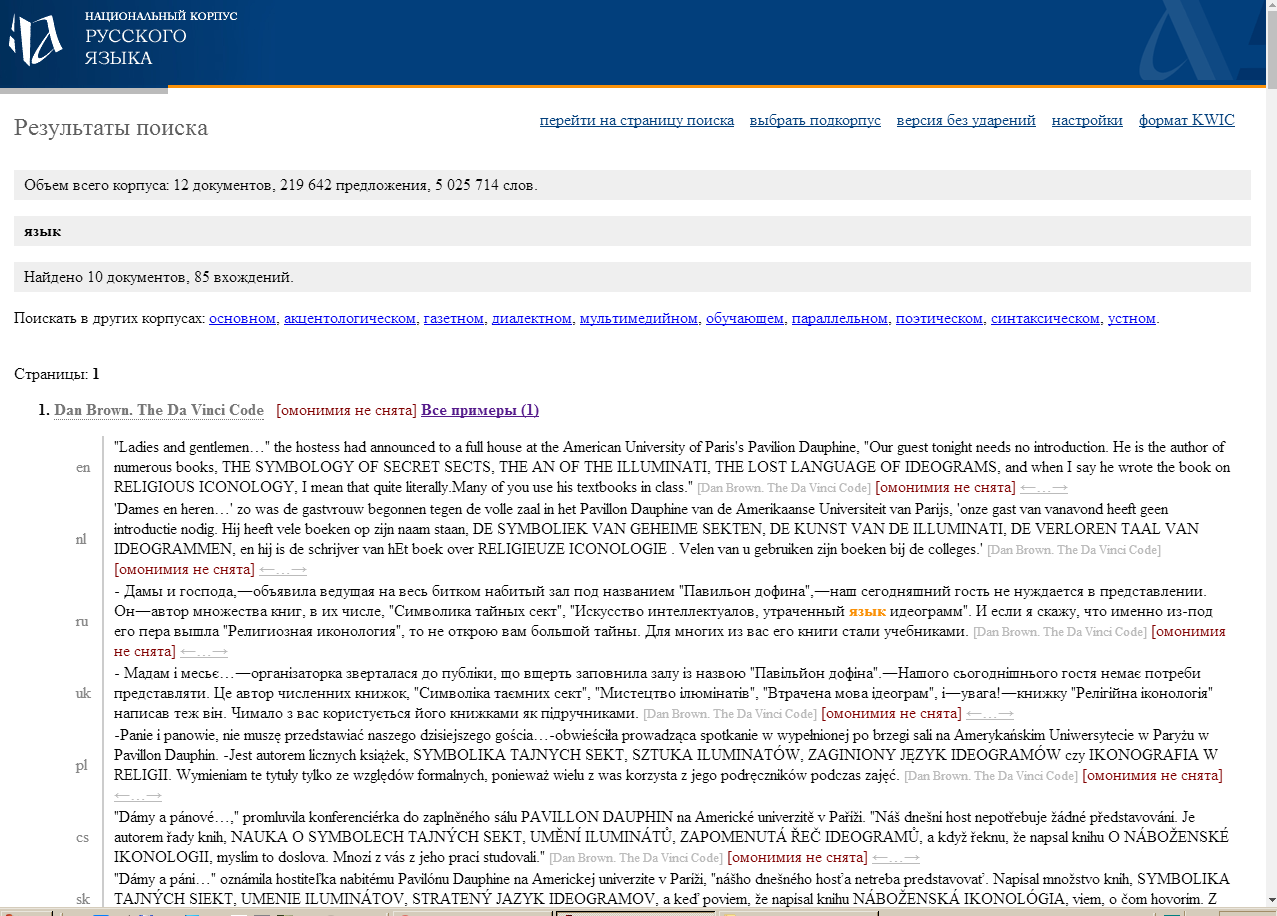 НАЦИОНАЛЬНЫЙ КОРПУС
РУССКОГО
ЯЗЫКА
Результаты поиска
перейти на страницу поиска выбрать подкорпус версия без ударений настройки формат KWIC
Объем всего корпуса: 12 документов, 219 642 предложения, 5 025 714 слов.
язык
Найдено 10 документов, 85 вхождений.
Поискать в других корпусах: основном, акцентологическом, газетном, диалектном, мультимедийном, обучающем, параллельном, поэтическом, синтаксическом, устном.
Страницы: 1
1. Dan Brown. The Da Vinci Code [омонимия не снята] Все примеры (1)
"Ladies and gentlemen…" the hostess had announced to a full house at the American University of Paris's Pavilion Dauphine, "Our guest tonight needs no introduction. He is the author of
en numerous books, THE SYMBOLOGY OF SECRET SECTS, THE AN OF THE ILLUMINATI, THE LOST LANGUAGE OF IDEOGRAMS, and when I say he wrote the book on
RELIGIOUS ICONOLOGY, I mean that quite literally.Many of you use his textbooks in class." [Dan Brown. The Da Vinci Code] [омонимия не снята] ←…→
'Dames en heren…' zo was de gastvrouw begonnen tegen de volle zaal in het Pavillon Dauphine van de Amerikaanse Universiteit van Parijs, 'onze gast van vanavond heeft geen
introductie nodig. Hij heeft vele boeken op zijn naam staan, DE SYMBOLIEK VAN GEHEIME SEKTEN, DE KUNST VAN DE ILLUMINATI, DE VERLOREN TAAL VAN
nl IDEOGRAMMEN, en hij is de schrijver van hEt boek over RELIGIEUZE ICONOLOGIE . Velen van u gebruiken zijn boeken bij de colleges.' [Dan Brown. The Da Vinci Code]
[омонимия не снята] ←…→
- Дамы и господа,—объявила ведущая на весь битком набитый зал под названием "Павильон дофина",—наш сегодняшний гость не нуждается в представлении.
Он—автор множества книг, в их числе, "Символика тайных сект", "Искусство интеллектуалов, утраченный язык идеограмм". И если я скажу, что именно из-под
ru его пера вышла "Религиозная иконология", то не открою вам большой тайны. Для многих из вас его книги стали учебниками. [Dan Brown. The Da Vinci Code] [омонимия
не снята] ←…→
- Мадам і месьє…—організаторка зверталася до публіки, що вщерть заповнила залу із назвою "Павільйон дофіна".—Нашого сьогоднішнього гостя немає потреби
uk представляти. Це автор численних книжок, "Символіка таємних сект", "Мистецтво ілюмінатів", "Втрачена мова ідеограм", і—увага!—книжку "Релігійна іконологія"
написав теж він. Чимало з вас користується його книжками як підручниками. [Dan Brown. The Da Vinci Code] [омонимия не снята] ←…→
-Panie i panowie, nie muszę przedstawiać naszego dzisiejszego gościa…-obwieściła prowadząca spotkanie w wypełnionej po brzegi sali na Amerykańskim Uniwersytecie w Paryżu w
Pavillon Dauphin. -Jest autorem licznych książek, SYMBOLIKA TAJNYCH SEKT, SZTUKA ILUMINATÓW, ZAGINIONY JĘZYK IDEOGRAMÓW czy IKONOGRAFIA W
pl RELIGII. Wymieniam te tytuły tylko ze względów formalnych, ponieważ wielu z was korzysta z jego podręczników podczas zajęć. [Dan Brown. The Da Vinci Code] [омонимия не снята]
←…→
"Dámy a pánové…," promluvila konferenciérka do zaplněného sálu PAVILLON DAUPHIN na Americké univerzitě v Paříži. "Náš dnešní host nepotřebuje žádné představování. Je
cs autorem řady knih, NAUKA O SYMBOLECH TAJNÝCH SEKT, UMĚNÍ ILUMINÁTŮ, ZAPOMENUTÁ ŘEČ IDEOGRAMŮ, a když řeknu, že napsal knihu O NÁBOŽENSKÉ
IKONOLOGII, myslím to doslova. Mnozí z vás z jeho prací studovali." [Dan Brown. The Da Vinci Code] [омонимия не снята] ←…→
"Dámy a páni…" oznámila hostiteľka nabitému Pavilónu Dauphine na Americkej univerzite v Paríži, "nášho dnešného hosťa netreba predstavovať. Napísal množstvo kníh, SYMBOLIKA
sk TAJNÝCH SIEKT, UMENIE ILUMINÁTOV, STRATENÝ JAZYK IDEOGRAMOV, a keď poviem, že napísal knihu NÁBOŽENSKÁ IKONOLÓGIA, viem, o čom hovorím. Z